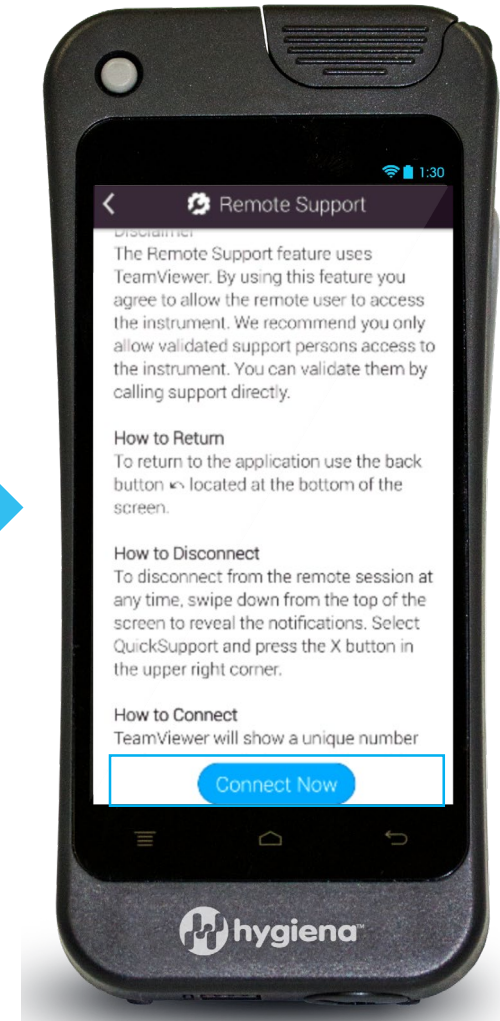 1:30
Remote Support
Disclaimer
The Remote Support feature uses
TeamViewer. By using this feature you
agree to allow the remote user to access
the instrument. We recommend you only
allow validated support persons access to
the instrument. You can validate them by
calling support directly.
How to Return
To return to the application use the back
button ↶ located at the bottom of the
screen.
How to Disconnect
To disconnect from the remote session at
any time, swipe down from the top of the
screen to reveal the notifications. Select
QuickSupport and press the X button in
the upper right corner.
How to Connect
TeamViewer will show a unique number
Connect Now
hygiena™